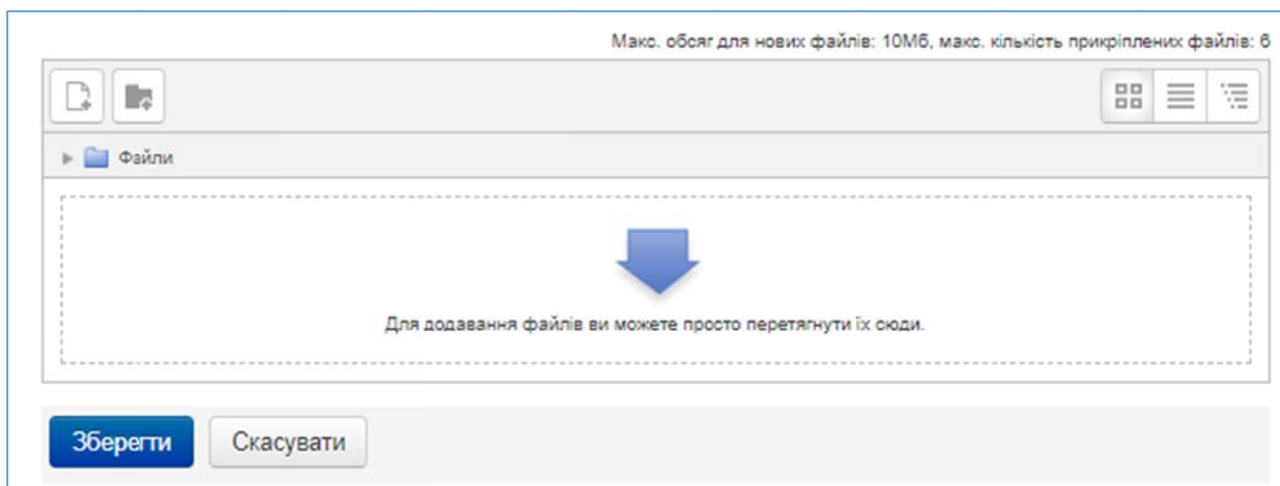 Макс. обсяг для нових файлів: 10Мб, макс. кількість прикріплених файлів: 6
Файли
Для додавання файлів ви можете просто перетягнути їх сюди.
Зберегти Скасувати